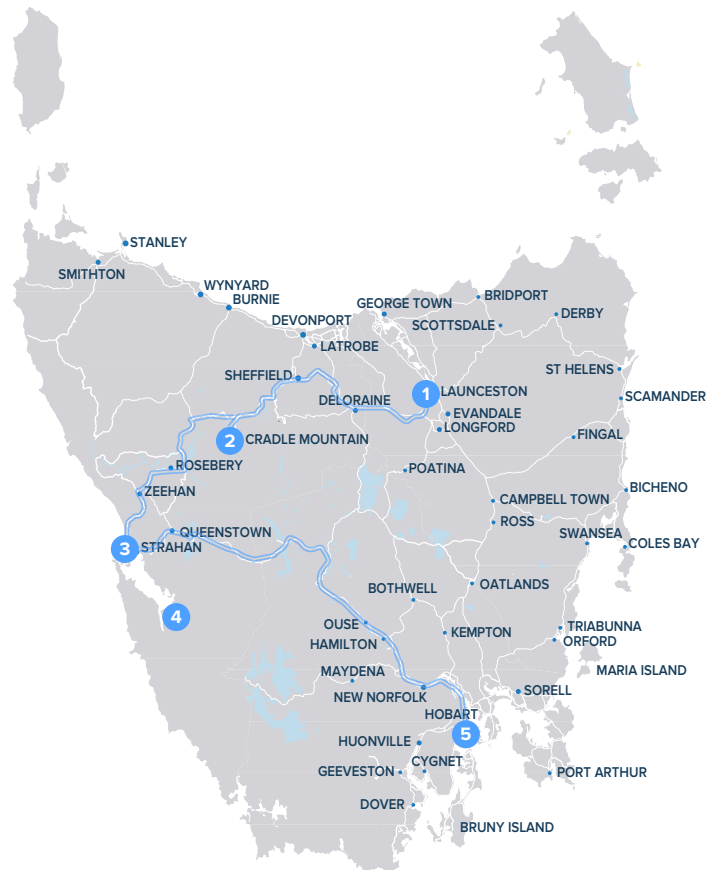 STANLEY
SMITHTON
WYNYARD
BURNIE
GEORGE TOWN
BRIDPORT
DERBY
DEVONPORT
SCOTTSDALE
LATROBE
ST HELENS
SHEFFIELD
1
LAUNCESTON
SCAMANDER
DELORAINE
EVANDALE
LONGFORD
FINGAL
2
CRADLE MOUNTAIN
ROSEBERY
POATINA
ZEEHAN
BICHENO
CAMPBELL TOWN
ROSS
QUEENSTOWN
SWANSEA
3
STRAHAN
COLES BAY
OATLANDS
BOTHWELL
4
OUSE
TRIABUNNA
KEMPTON
ORFORD
HAMILTON
MARIA ISLAND
MAYDENA
SORELL
NEW NORFOLK
HOBART
5
HUONVILLE
CYGNET
GEEVESTON
PORT ARTHUR
DOVER
BRUNY ISLAND